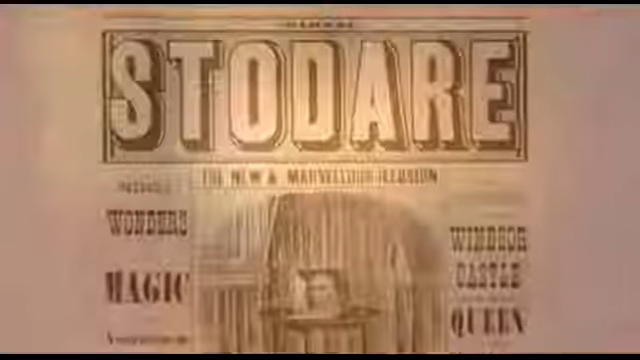 STODARE
THE NEW & MARVELLOUS ILLUSION
WONDERS
MAGIC
WINDSOR
CASTLE
QUEEN